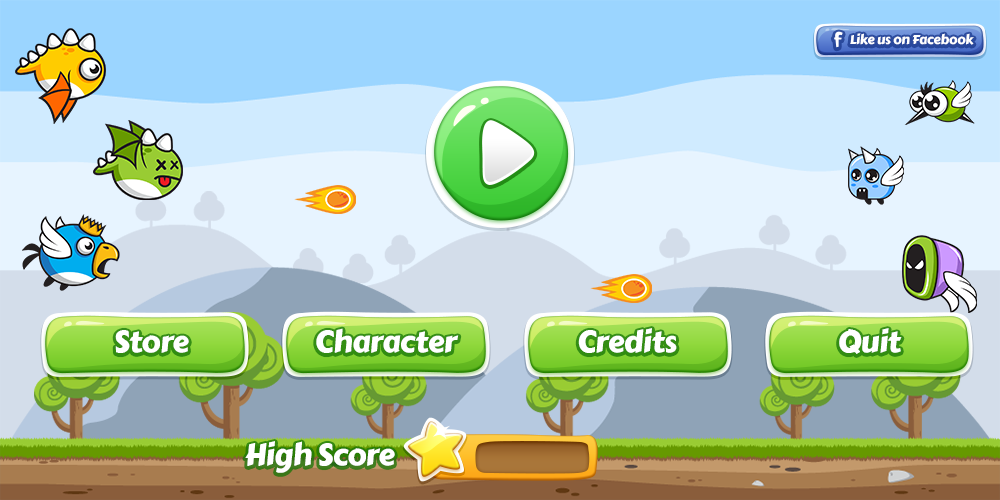 f Like us on Facebook
Store
Character
Credits
Quit
High Score